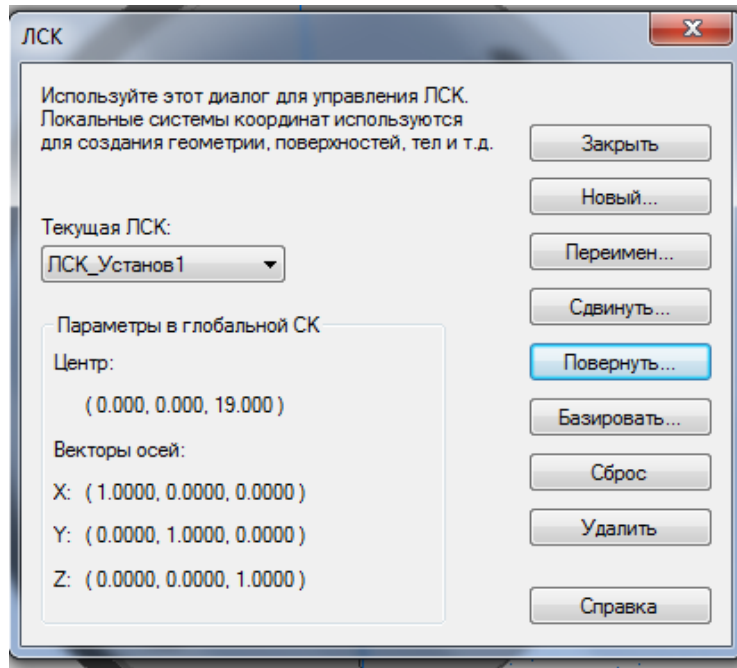 ЛСК
Используйте этот диалог для управления ЛСК.
Локальные системы координат используются
для создания геометрии, поверхностей, тел и т.д.
Закрыть
Новый...
Текущая ЛСК:
ЛСК_Установ1
Переимен...
Сдвинуть...
Параметры в глобальной СК
Центр:
Повернуть...
( 0.000, 0.000, 19.000 )
Базировать...
Векторы осей:
Сброс
X: ( 1.0000, 0.0000, 0.0000 )
Y: ( 0.0000, 1.0000, 0.0000 )
Удалить
Z: ( 0.0000, 0.0000, 1.0000 )
Справка